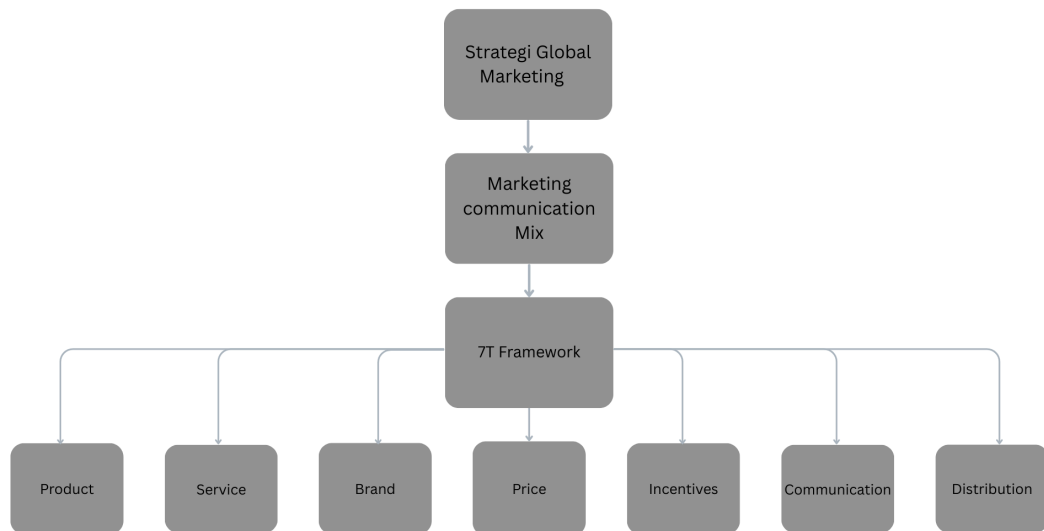 Strategi Global
Marketing
Marketing
communication
Mix
7T Framework
Product
Service
Brand
Price
Incentives
Communication
Distribution